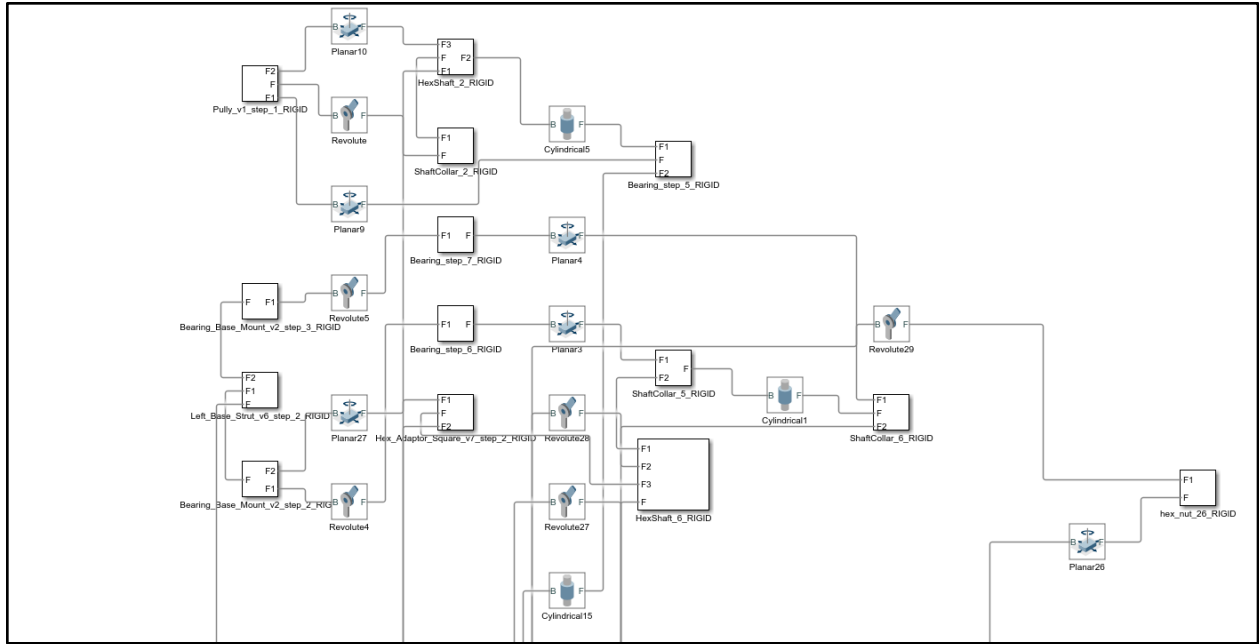 B F
Planar10
F3
F F2
F1
HexShaft_2_RIGID
F2
F
F1
Pully_v1_step_1_RIGID
B F
Revolute
F1
F
ShaftCollar_2_RIGID
B F
Cylindrical5
F1
F
F2
Bearing_step_5_RIGID
B F
Planar9
F1 F
Bearing_step_7_RIGID
B F
Planar4
F F1
Bearing_Base_Mount_v2_step_3_RIGID
B F
Revolute5
F1 F
Bearing_step_6_RIGID
B F
Planar3
B F
Revolute29
F1
F
F2
ShaftCollar_5_RIGID
F2
F1
F
Left_Base_Strut_v6_step_2_RIGID
B F
Planar27
F1
F
F2
Hex_Adaptor_Square_v7_step_2_RIGID
B F
Revolute28
B F
Cylindrical1
F1
F
F2
ShaftCollar_6_RIGID
F1
F2
F3
F
HexShaft_6_RIGID
F2
F
F1
Bearing_Base_Mount_v2_step_2_RIG
B F
Revolute4
B F
Revolute27
F1
F
hex_nut_26_RIGID
B F
Planar26
B F
Cylindrical15